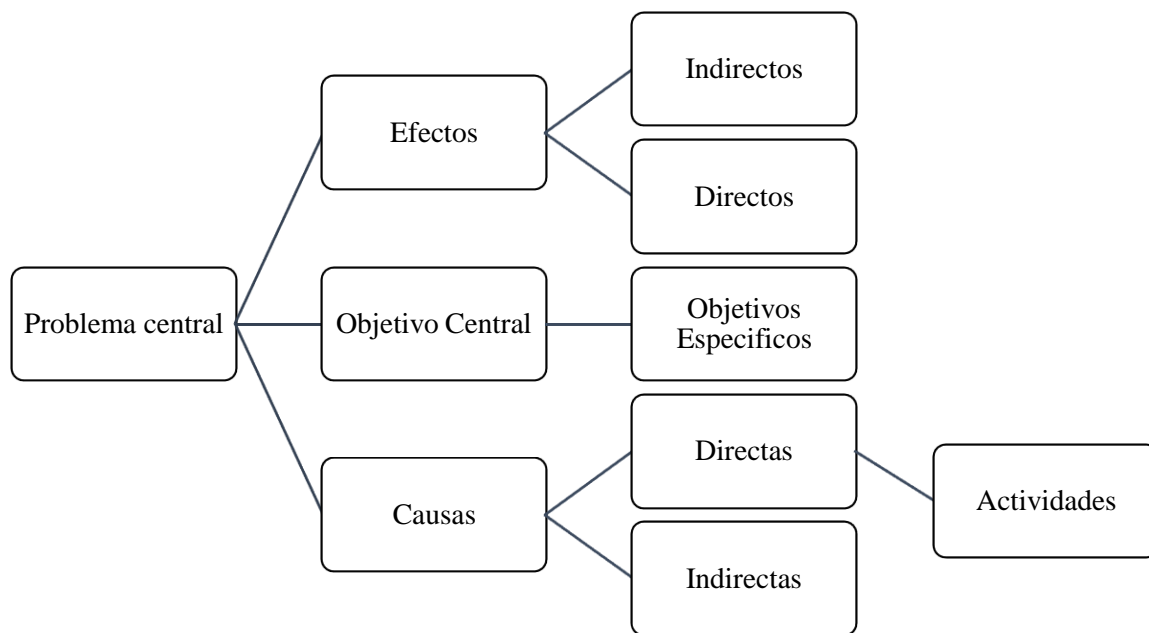 Indirectos
Efectos
Directos
Problema central
Objetivo Central
Objetivos
Especificos
Directas
Actividades
Causas
Indirectas